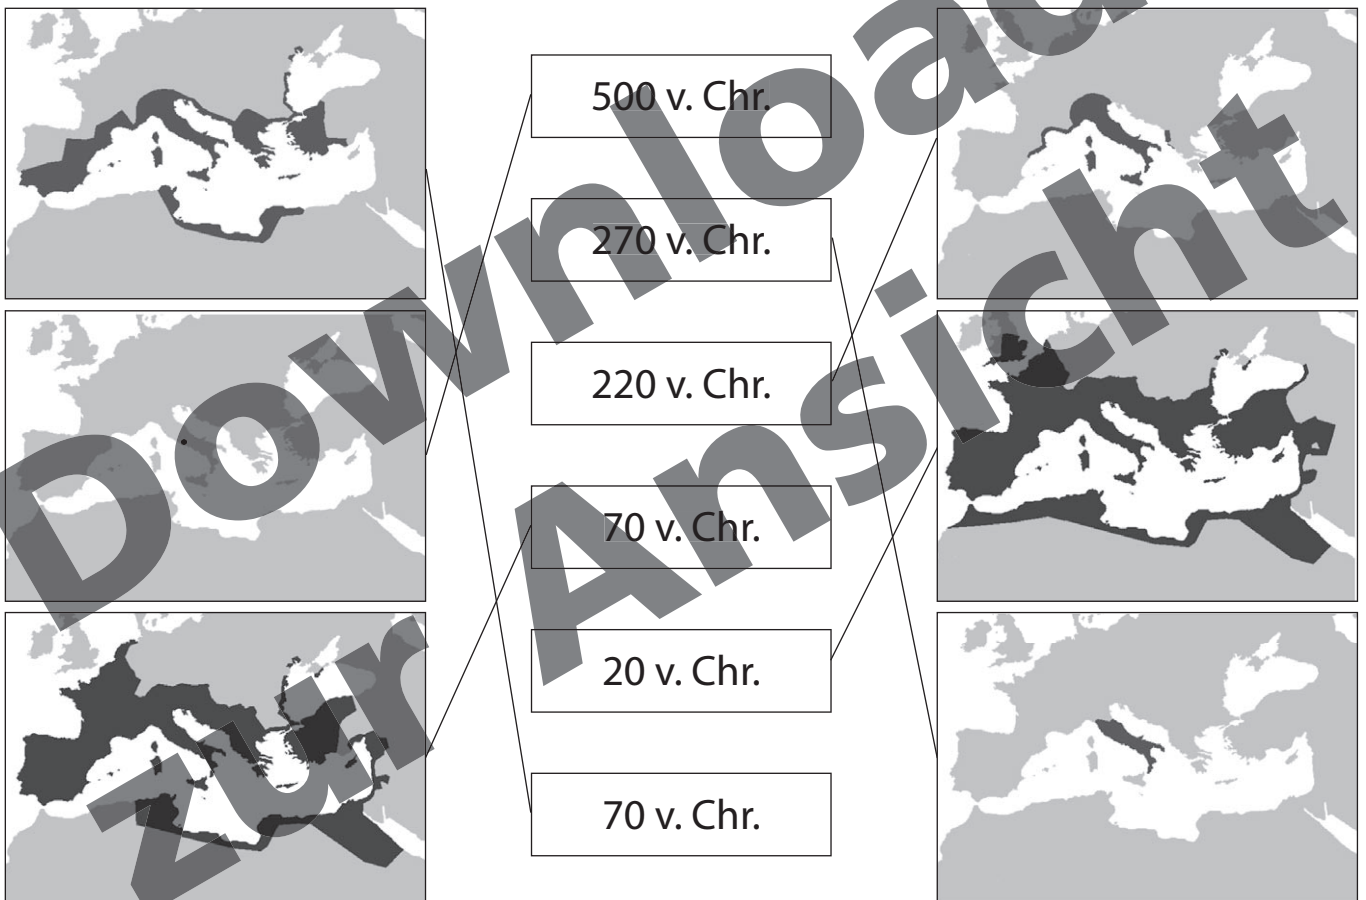 500 v. Chr.
270 v. Chr.
220 v. Chr.
70 v. Chr.
20 v. Chr.
70 v. Chr.
Download
zur Ansicht